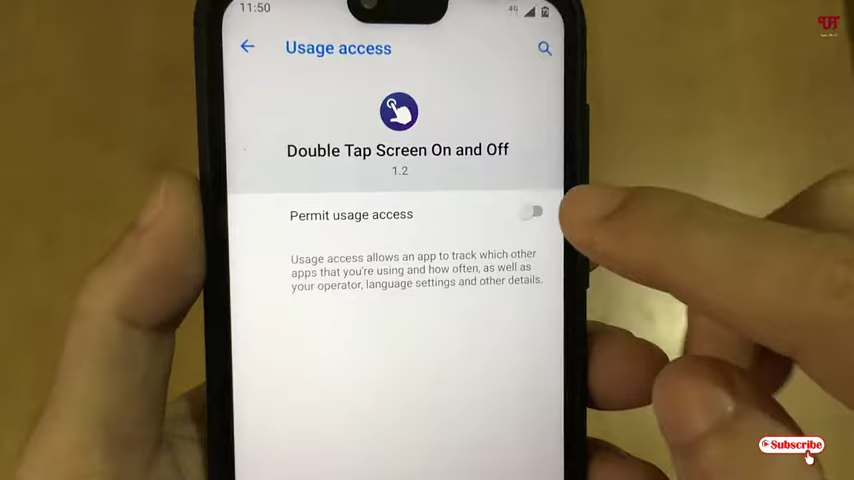 11:50
4G
Usage access
Double Tap Screen On and Off
1.2
Permit usage access
Usage access allows an app to track which other
apps that you're using and how often, as well as
your operator, language settings and other details.
Subscribe